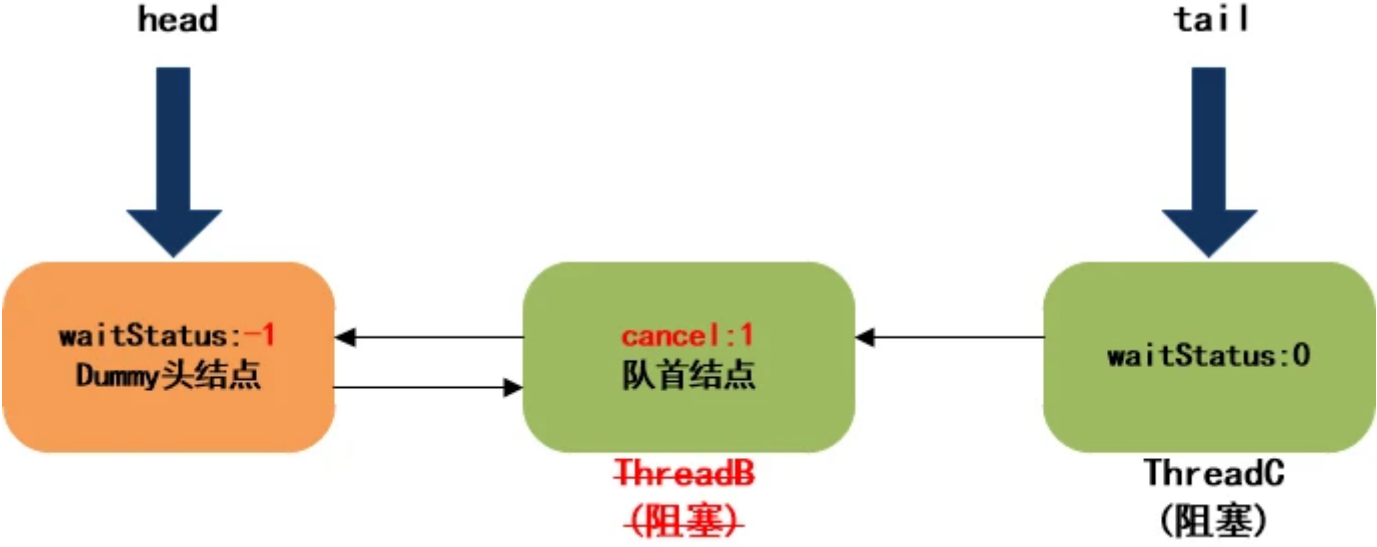 head
tail
waitStatus:-1
Dummy头结点
cancel:1
队首结点
waitStatus:0
ThreadB
(阻塞)
ThreadC
(阻塞)